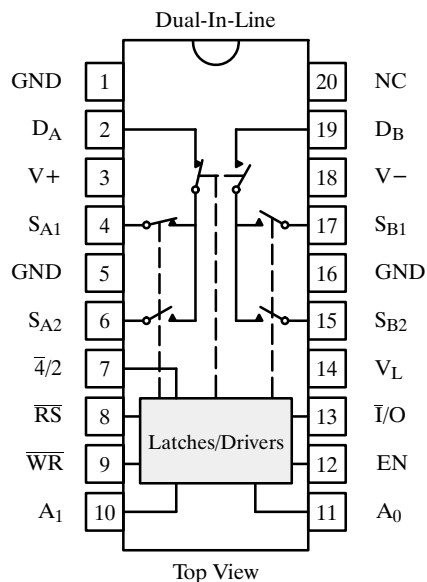 Dual-In-Line
GND 1 20 NC
D_A 2 19 D_B
V+ 3 18 V−
S_A1 4 17 S_B1
GND 5 16 GND
S_A2 6 15 S_B2
4̅/2 7 14 V_L
R̅S̅ 8 13 I̅/O
W̅R̅ 9 12 EN
Latches/Drivers
A_1 10 11 A_0
Top View